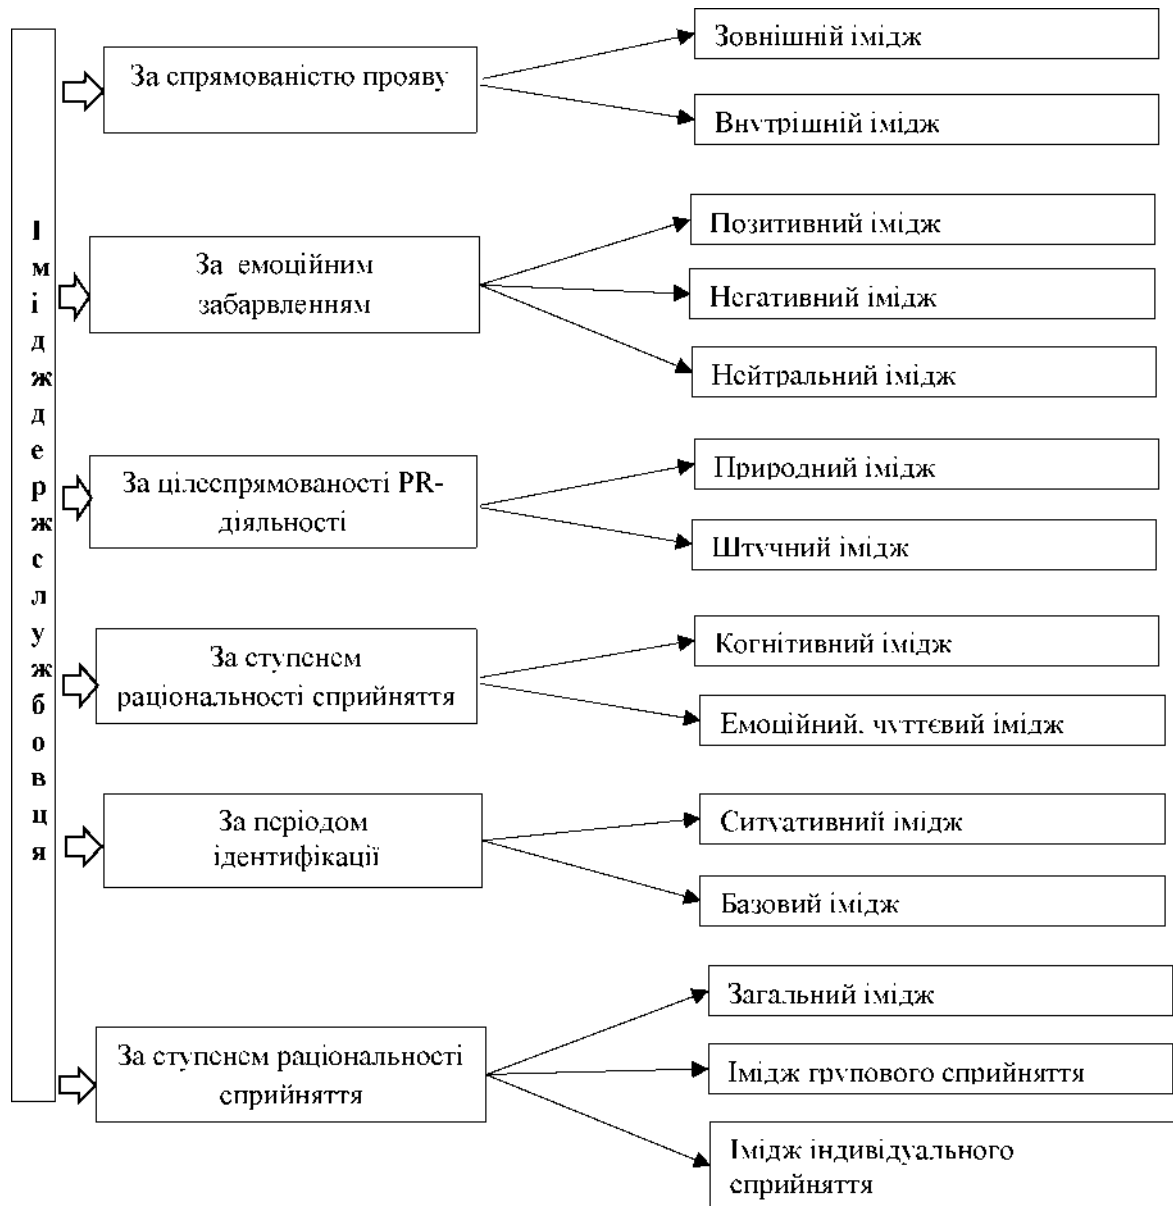 Імідж держслужбовця
За спрямованістю прояву
Зовнішній імідж
Внутрішній імідж
За емоційним
забарвленням
Позитивний імідж
Негативний імідж
Нейтральний імідж
За цілеспрямованості PR-
діяльності
Природний імідж
Штучний імідж
За ступенем
раціональності сприйняття
Когнітивний імідж
Емоційний, чуттєвий імідж
За періодом
ідентифікації
Ситуативний імідж
Базовий імідж
За ступенем раціональності
сприйняття
Загальний імідж
Імідж групового сприйняття
Імідж індивідуального
сприйняття